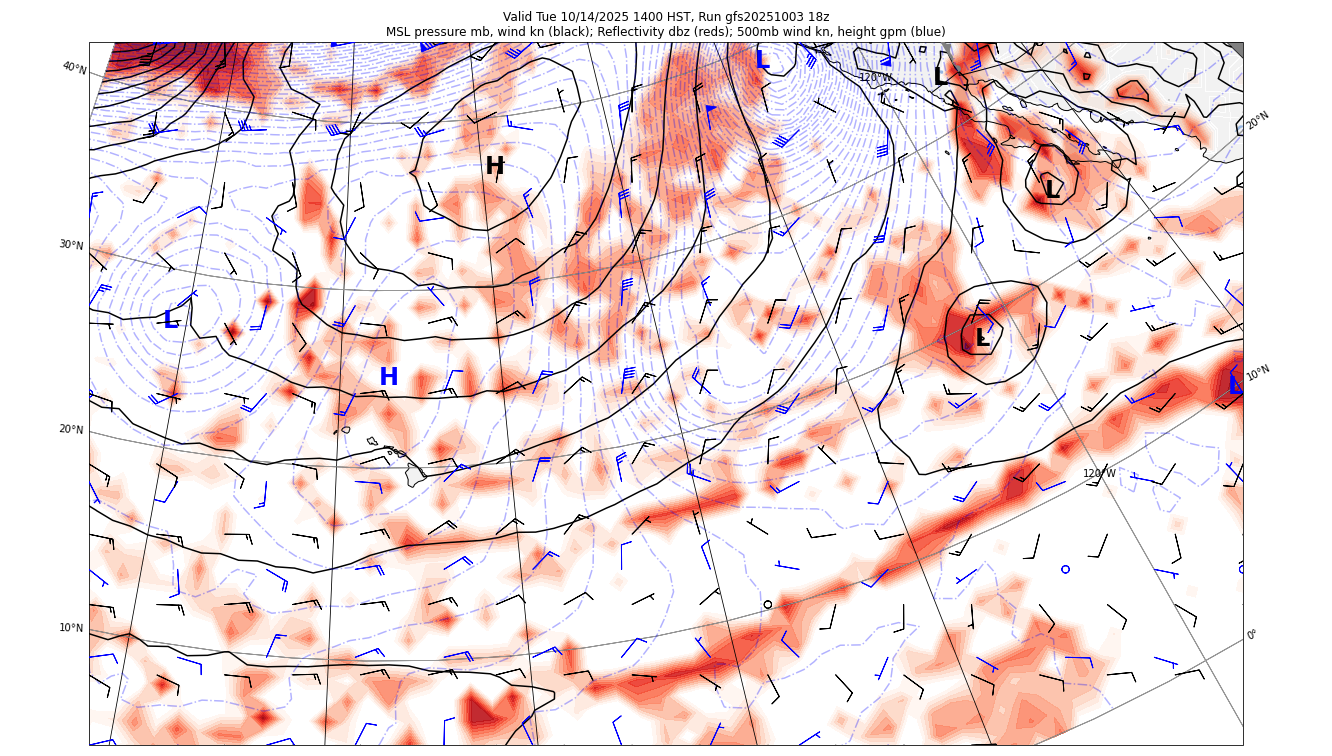 Valid Tue 10/14/2025 1400 HST, Run gfs20251003 18z
MSL pressure mb, wind kn (black); Reflectivity dbz (reds); 500mb wind kn, height gpm (blue)
L
40°N
120°W
L
20°N
H
L
30°N
L
L
H
10°N
L
20°N
120°W
10°N
0°